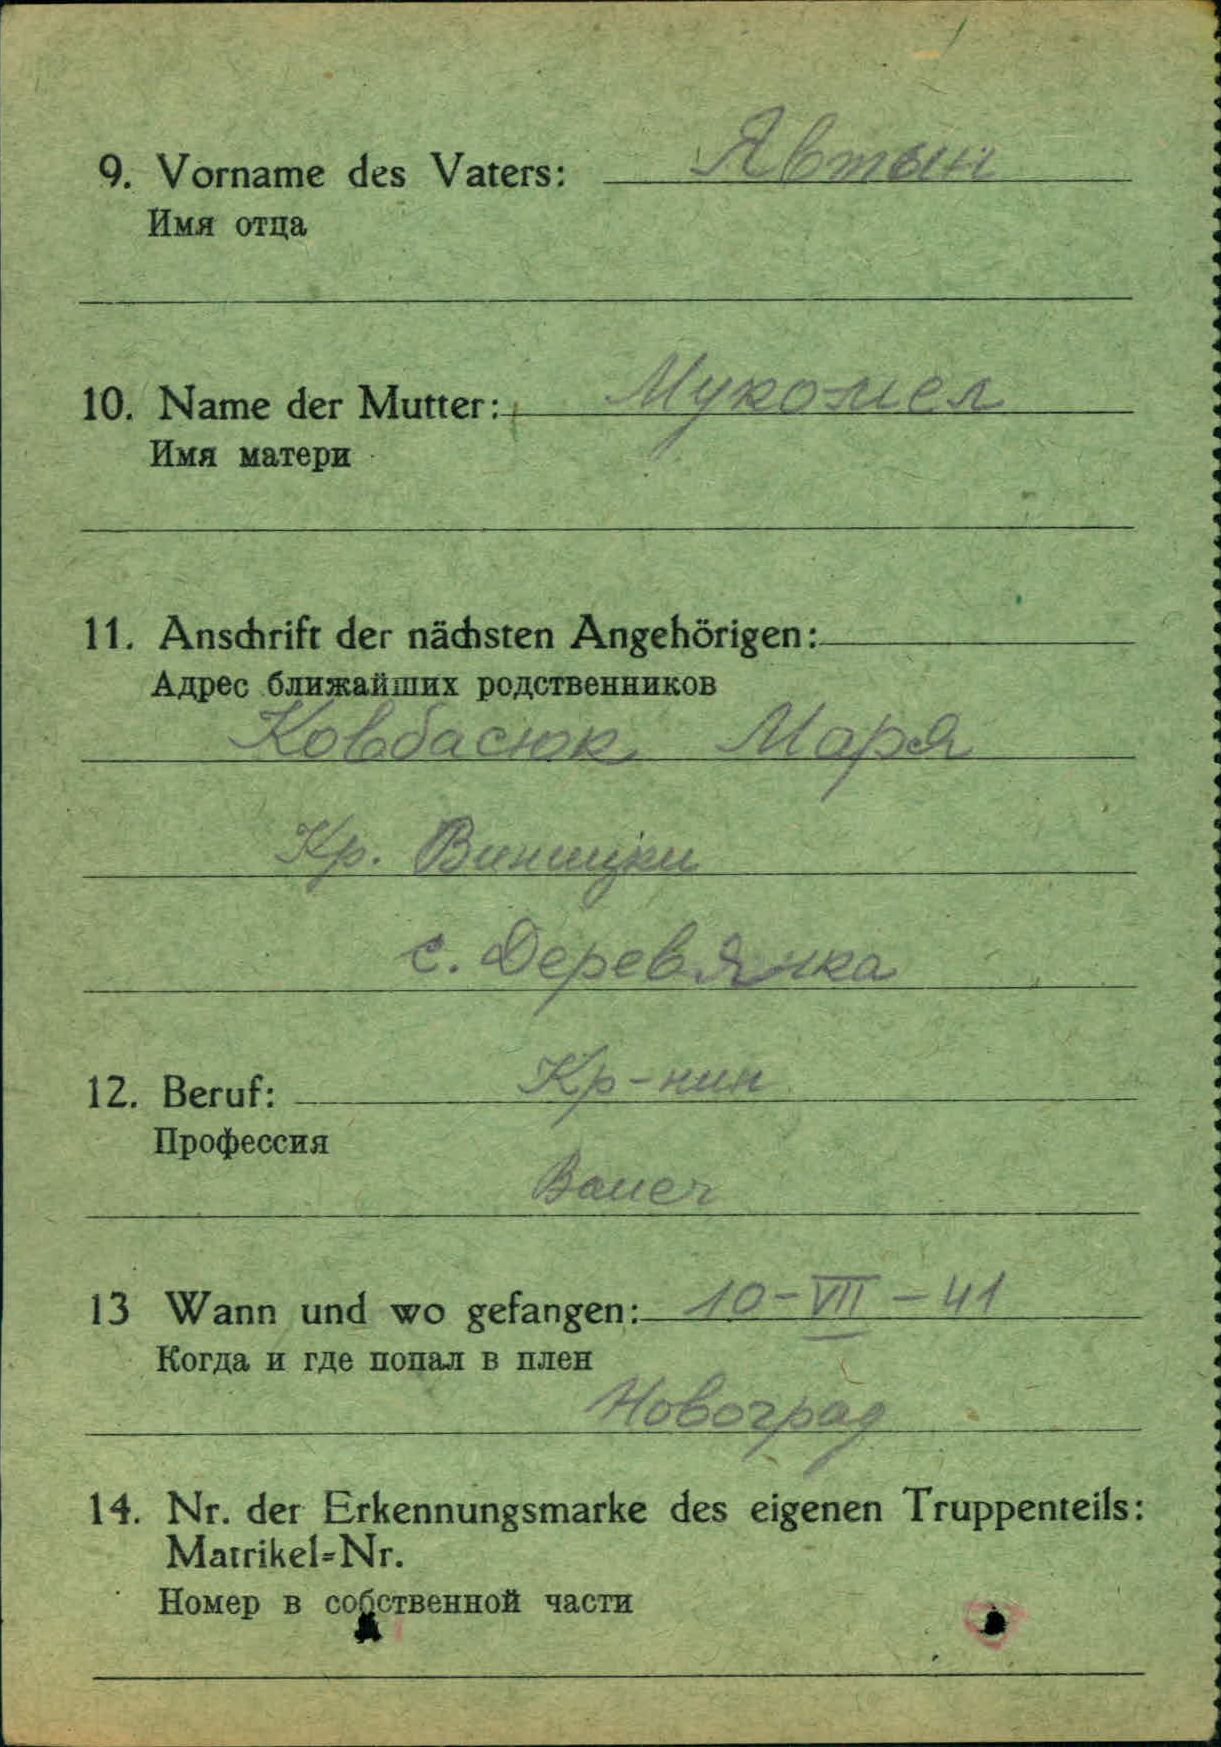 9. Vorname des Vaters: Явтын
Имя отца
10. Name der Mutter: Мукомел
Имя матери
11. Anschrift der nächsten Angehörigen:
Адрес ближайших родственников
Ковбасюк Маря
Кр. Виницки
с. Деревянка
12. Beruf: Кр-нин
Профессия
Bauer
13 Wann und wo gefangen: 10-VII-41
Когда и где попал в плен
Новоград
14. Nr. der Erkennungsmarke des eigenen Truppenteils:
Matrikel-Nr.
Номер в собственной части